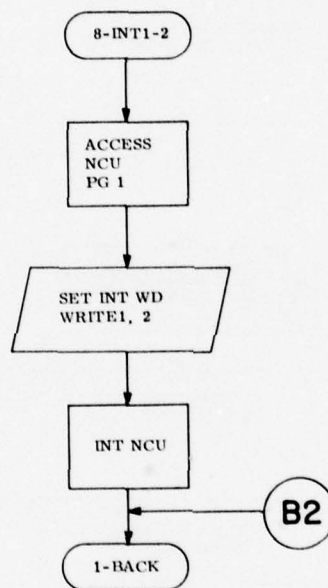 8-INT1-2
ACCESS
NCU
PG 1
SET INT WD
WRITE1, 2
INT NCU
B2
1-BACK